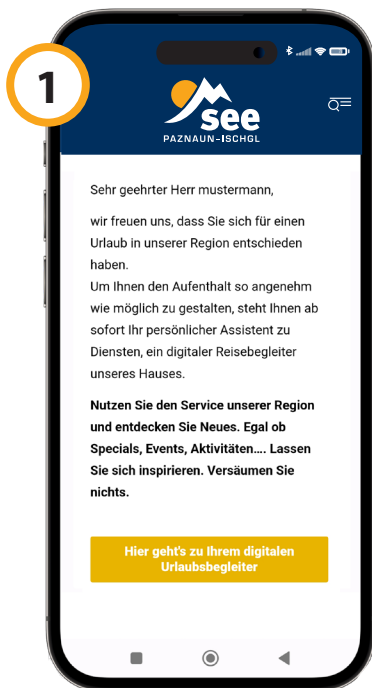 1
see
PAZNAUN-ISCHGL
Sehr geehrter Herr mustermann,
wir freuen uns, dass Sie sich für einen
Urlaub in unserer Region entschieden
haben.
Um Ihnen den Aufenthalt so angenehm
wie möglich zu gestalten, steht Ihnen ab
sofort Ihr persönlicher Assistent zu
Diensten, ein digitaler Reisebegleiter
unseres Hauses.
Nutzen Sie den Service unserer Region
und entdecken Sie Neues. Egal ob
Specials, Events, Aktivitäten.... Lassen
Sie sich inspirieren. Versäumen Sie
nichts.
Hier geht's zu Ihrem digitalen
Urlaubsbegleiter